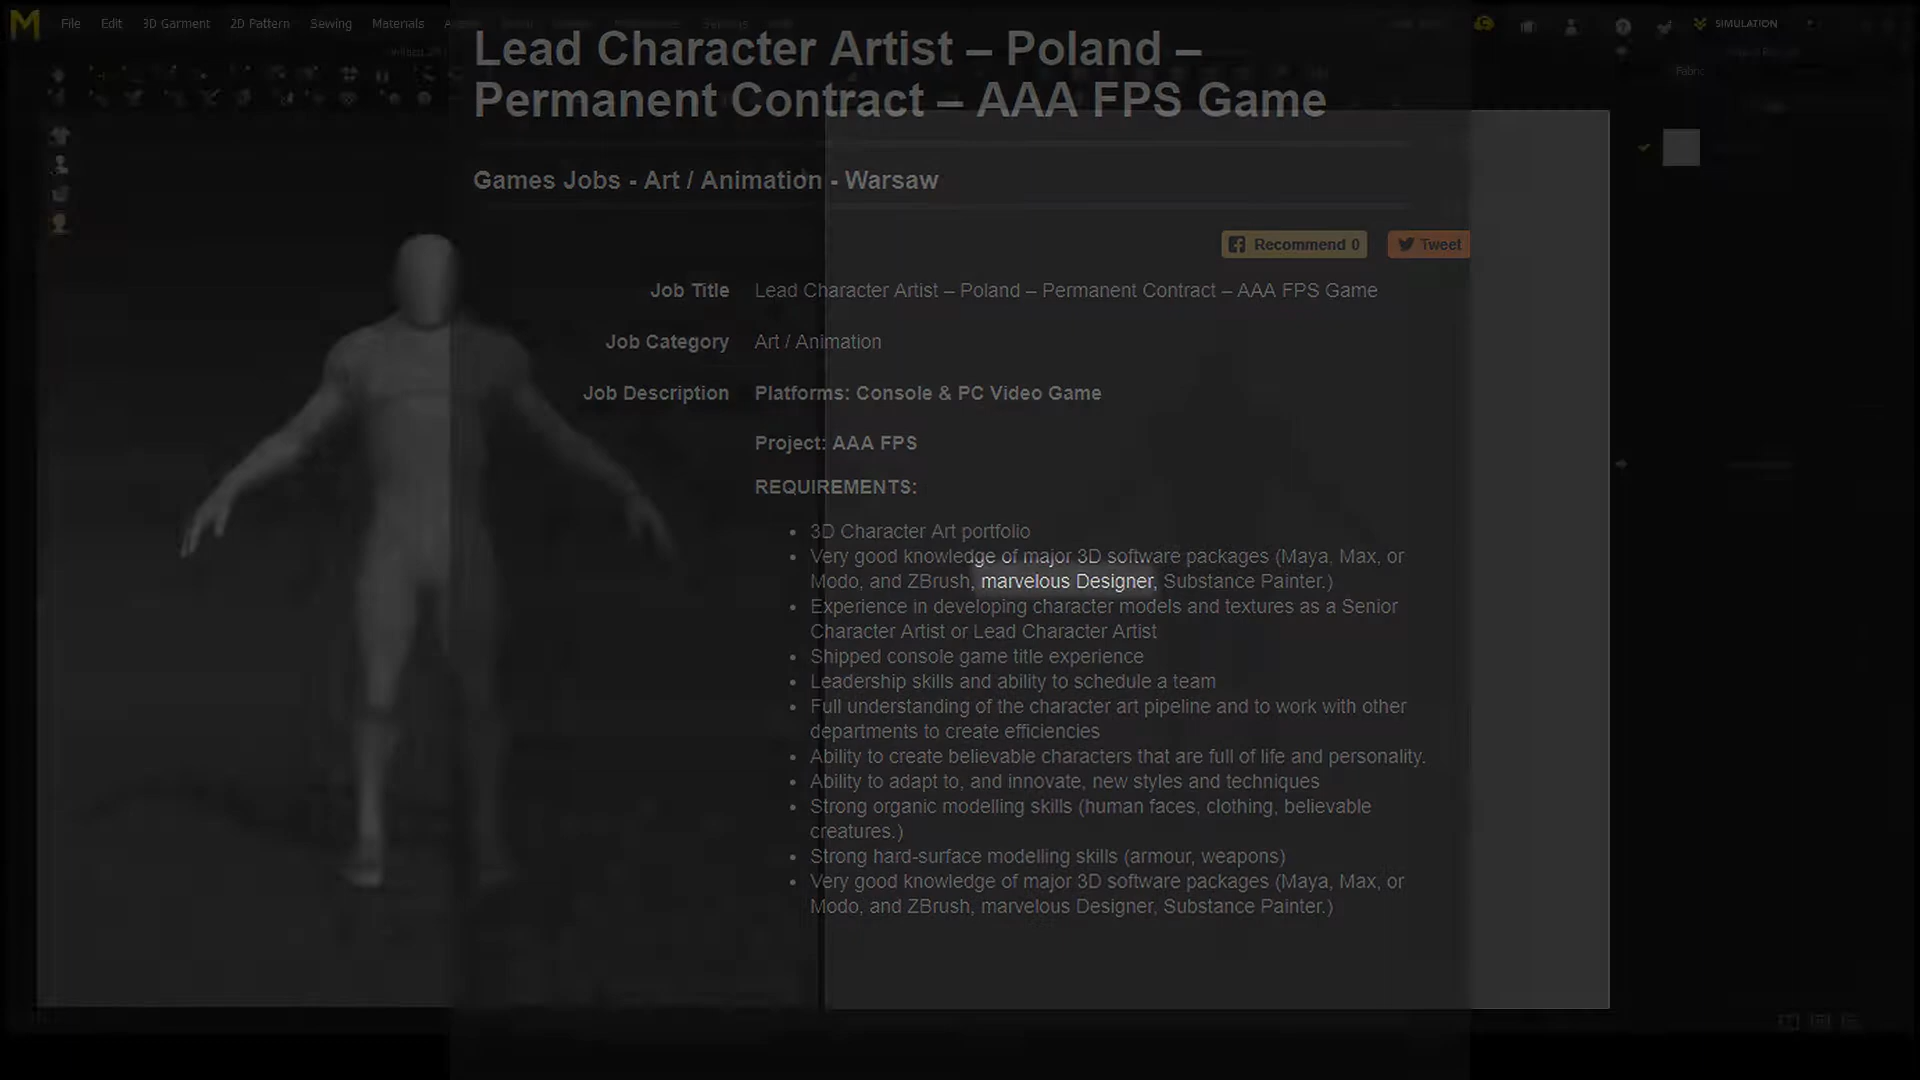 File Edit 3D Garment 2D Pattern Sewing Materials
SIMULATION
Lead Character Artist – Poland –
Permanent Contract – AAA FPS Game
Games Jobs - Art / Animation - Warsaw
Recommend 0 Tweet
Job Title Lead Character Artist – Poland – Permanent Contract – AAA FPS Game
Job Category Art / Animation
Job Description Platforms: Console & PC Video Game
Project: AAA FPS
REQUIREMENTS:
• 3D Character Art portfolio
• Very good knowledge of major 3D software packages (Maya, Max, or
Modo, and ZBrush, marvelous Designer, Substance Painter.)
• Experience in developing character models and textures as a Senior
Character Artist or Lead Character Artist
• Shipped console game title experience
• Leadership skills and ability to schedule a team
• Full understanding of the character art pipeline and to work with other
departments to create efficiencies
• Ability to create believable characters that are full of life and personality.
• Ability to adapt to, and innovate, new styles and techniques
• Strong organic modelling skills (human faces, clothing, believable
creatures.)
• Strong hard-surface modelling skills (armour, weapons)
• Very good knowledge of major 3D software packages (Maya, Max, or
Modo, and ZBrush, marvelous Designer, Substance Painter.)